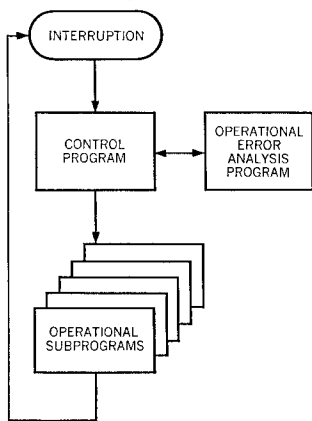 INTERRUPTION
CONTROL
PROGRAM
OPERATIONAL
ERROR
ANALYSIS
PROGRAM
OPERATIONAL
SUBPROGRAMS